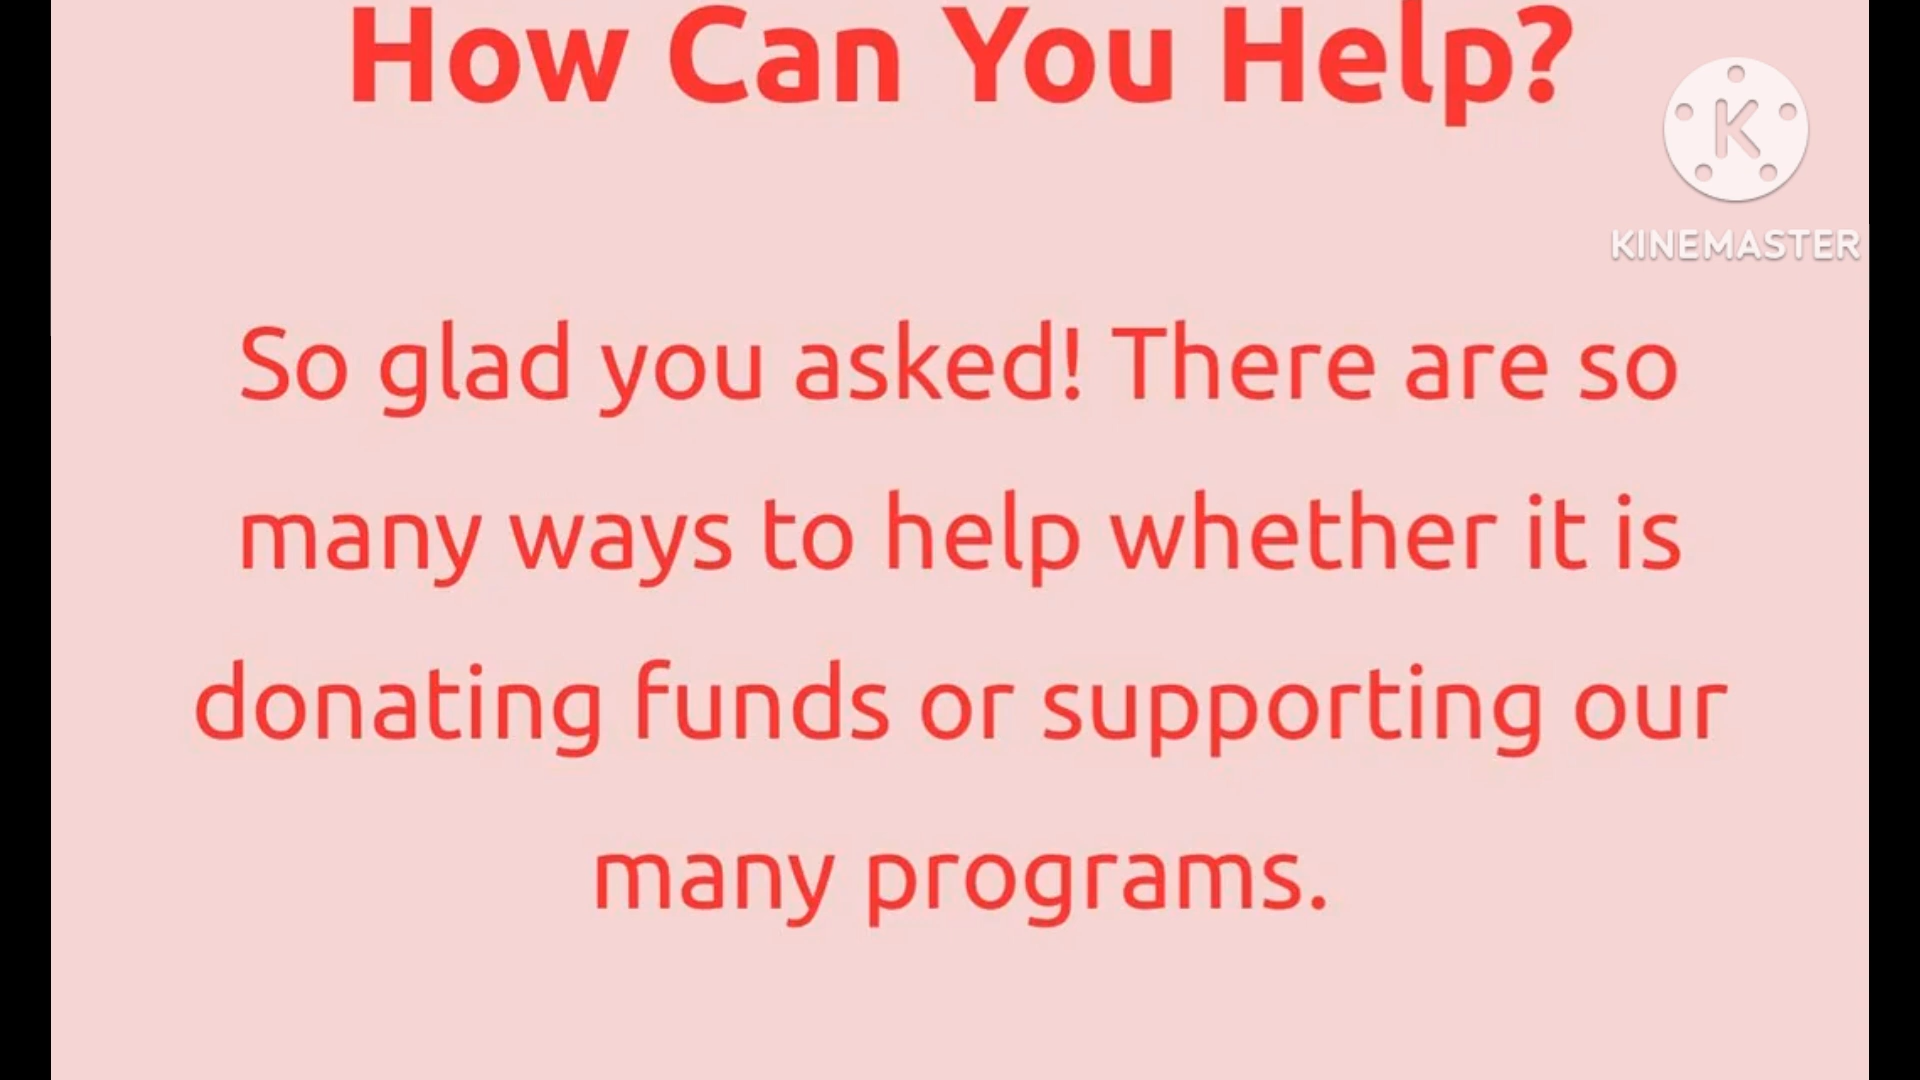 How Can You Help?
K
KINEMASTER
So glad you asked! There are so
many ways to help whether it is
donating funds or supporting our
many programs.